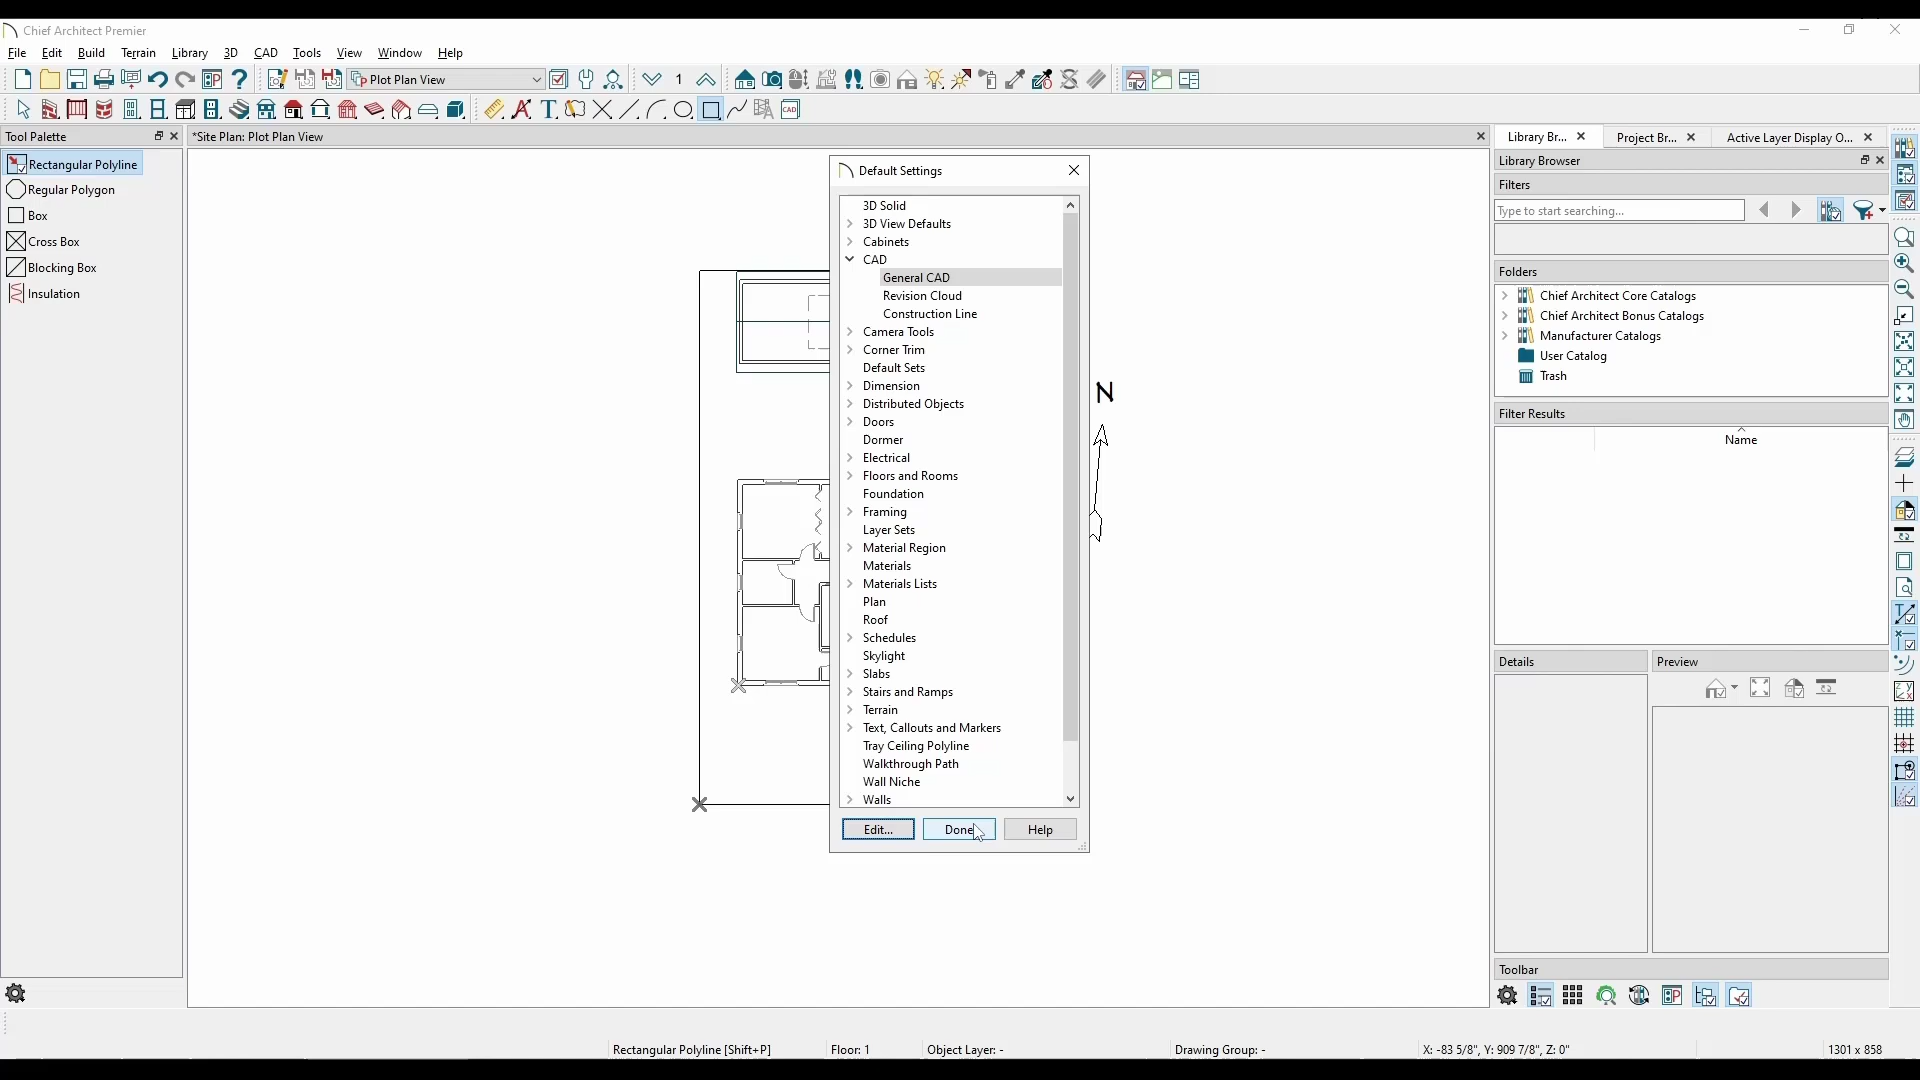 Chief Architect Premier
File Edit Build Terrain Library 3D CAD Tools View Window Help
Plot Plan View
1
Tool Palette
*Site Plan: Plot Plan View
Library Br...
Project Br...
Active Layer Display O...
Rectangular Polyline
Regular Polygon
Box
Cross Box
Blocking Box
Insulation
Default Settings
3D Solid
3D View Defaults
Cabinets
CAD
General CAD
Revision Cloud
Construction Line
Camera Tools
Corner Trim
Default Sets
Dimension
Distributed Objects
Doors
Dormer
Electrical
Floors and Rooms
Foundation
Framing
Layer Sets
Material Region
Materials
Materials Lists
Plan
Roof
Schedules
Skylight
Slabs
Stairs and Ramps
Terrain
Text, Callouts and Markers
Tray Ceiling Polyline
Walkthrough Path
Wall Niche
Walls
Edit...
Done
Help
N
Library Browser
Filters
Type to start searching...
Folders
Chief Architect Core Catalogs
Chief Architect Bonus Catalogs
Manufacturer Catalogs
User Catalog
Trash
Filter Results
Name
Details
Preview
Toolbar
Rectangular Polyline [Shift+P]
Floor: 1
Object Layer: -
Drawing Group: -
X: -83 5/8", Y: 909 7/8", Z: 0"
1301 x 858